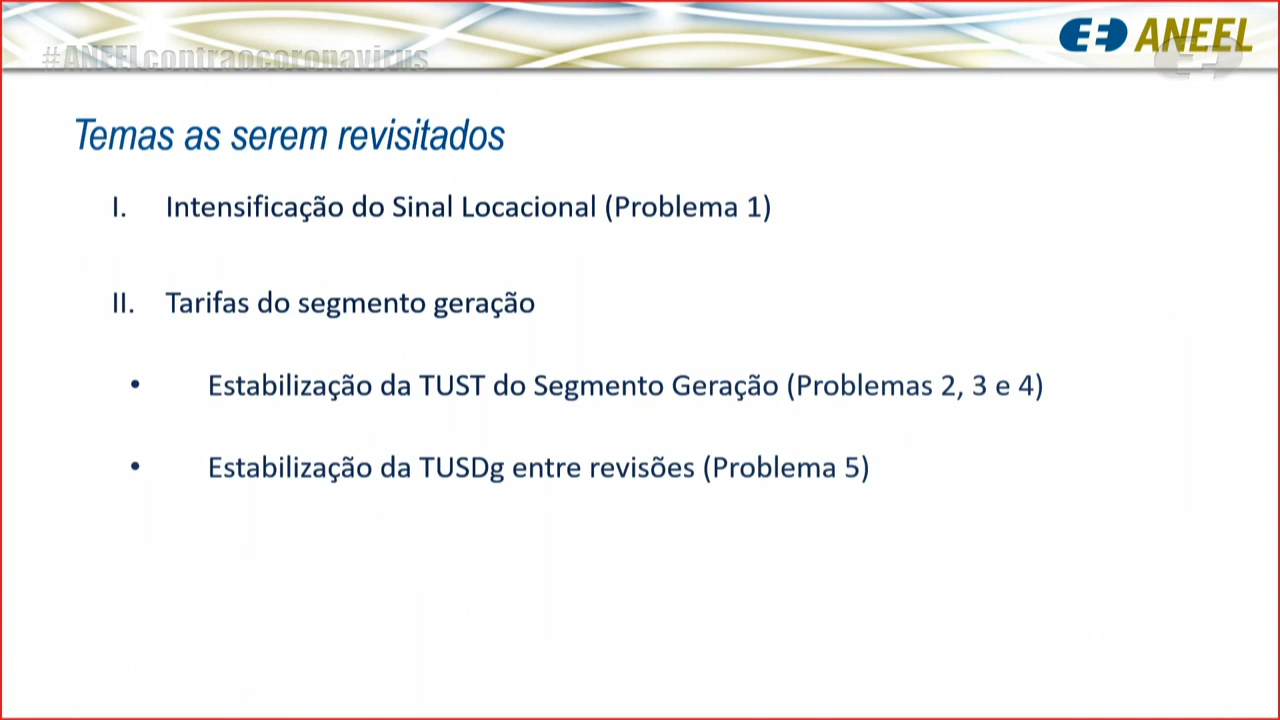 #ANEELcontraocoronavirus
ANEEL
Temas as serem revisitados
I. Intensificação do Sinal Locacional (Problema 1)
II. Tarifas do segmento geração
• Estabilização da TUST do Segmento Geração (Problemas 2, 3 e 4)
• Estabilização da TUSDg entre revisões (Problema 5)